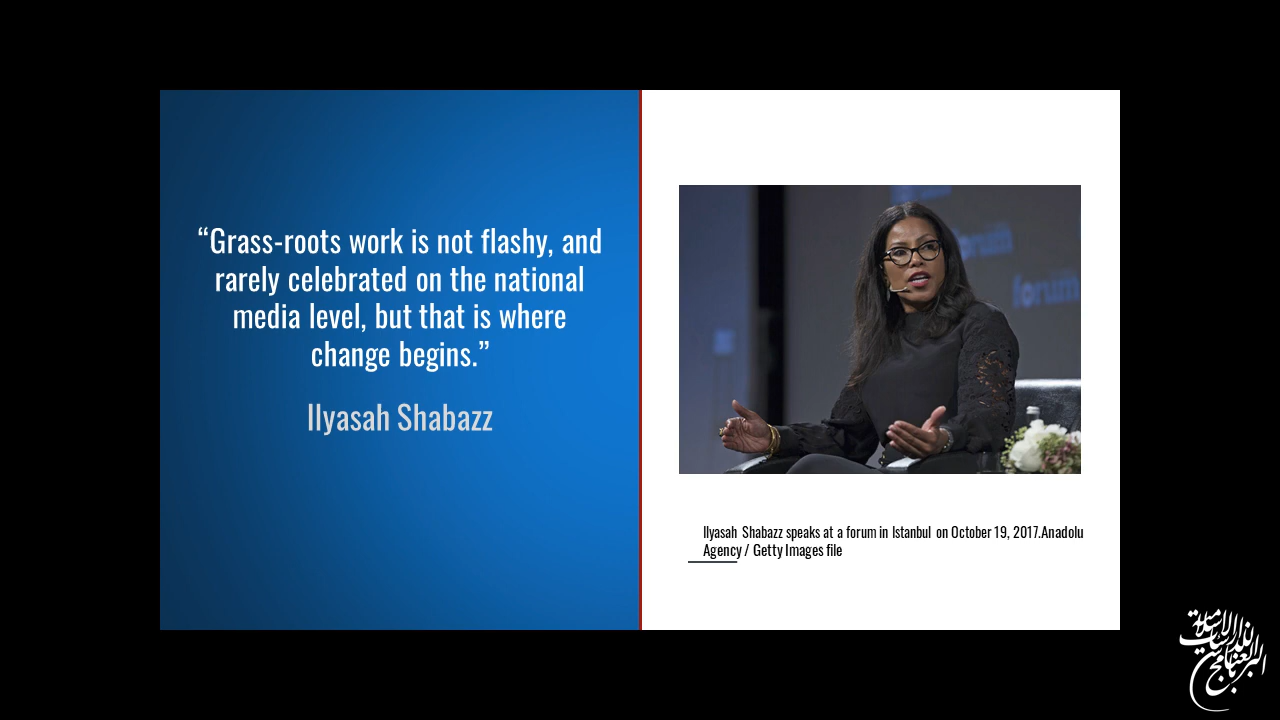 “Grass-roots work is not flashy, and
rarely celebrated on the national
media level, but that is where
change begins.”
Ilyasah Shabazz
forum
forum
Ilyasah Shabazz speaks at a forum in Istanbul on October 19, 2017.Anadolu
Agency / Getty Images file